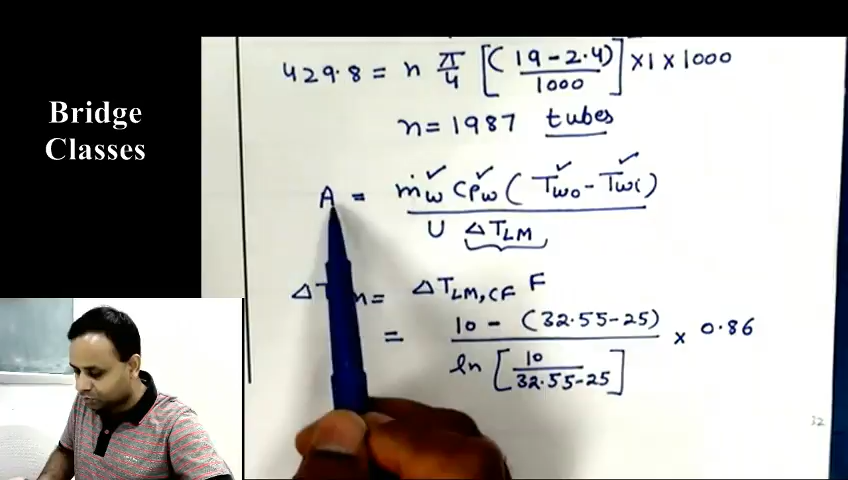 Bridge
Classes
429.8 = n π/4 [(19-2.4)/1000] × 1 × 1000
n = 1987 tubes
A = ṁw Cpw (Two - Twi) / U ΔTLM
ΔT m = ΔTLM,CF F
= 10 - (32.55-25) / ln [10 / 32.55-25] × 0.86
32